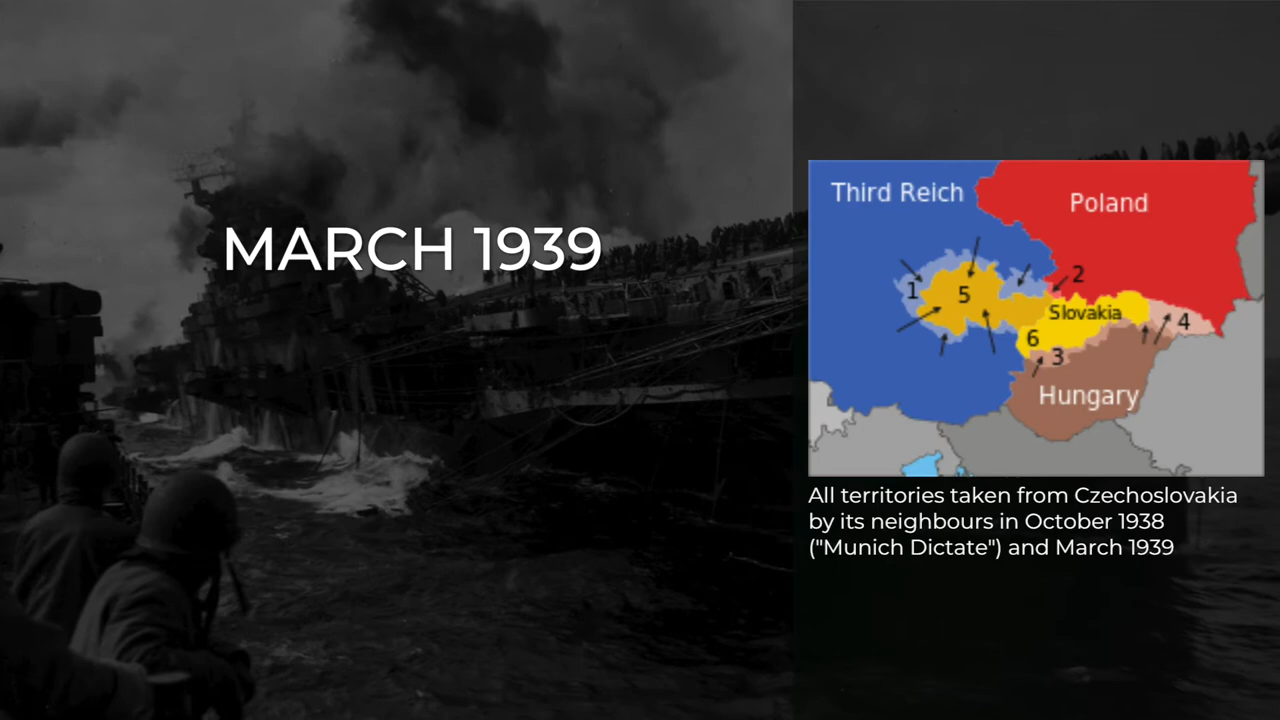 MARCH 1939
Third Reich
Poland
1
5
2
Slovakia
4
6
3
Hungary
All territories taken from Czechoslovakia
by its neighbours in October 1938
("Munich Dictate") and March 1939